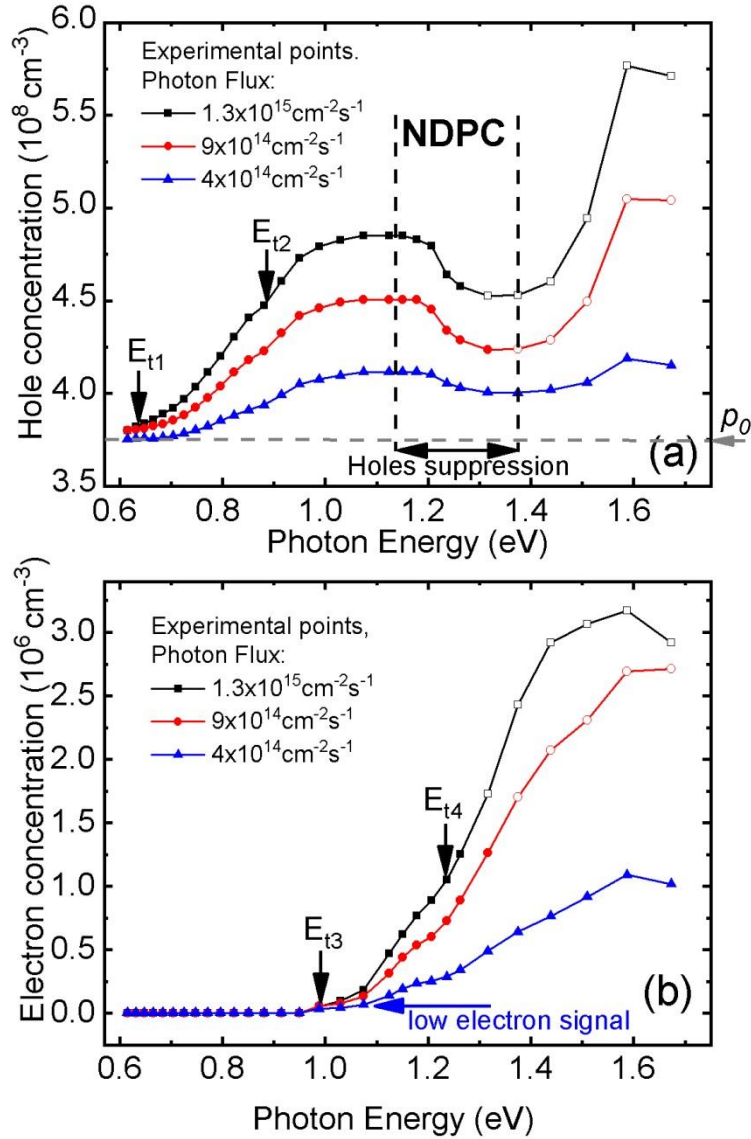 6.0
5.5
5.0
4.5
4.0
3.5
Hole concentration (10⁸ cm⁻³)
Experimental points.
Photon Flux:
1.3x10¹⁵cm⁻²s⁻¹
9x10¹⁴cm⁻²s⁻¹
4x10¹⁴cm⁻²s⁻¹
NDPC
Eₜ₂
Eₜ₁
p₀
Holes suppression
(a)
0.6 0.8 1.0 1.2 1.4 1.6
Photon Energy (eV)
3.0
2.5
2.0
1.5
1.0
0.5
0.0
Electron concentration (10⁶ cm⁻³)
Experimental points,
Photon Flux:
1.3x10¹⁵cm⁻²s⁻¹
9x10¹⁴cm⁻²s⁻¹
4x10¹⁴cm⁻²s⁻¹
Eₜ₄
Eₜ₃
(b)
low electron signal
0.6 0.8 1.0 1.2 1.4 1.6
Photon Energy (eV)